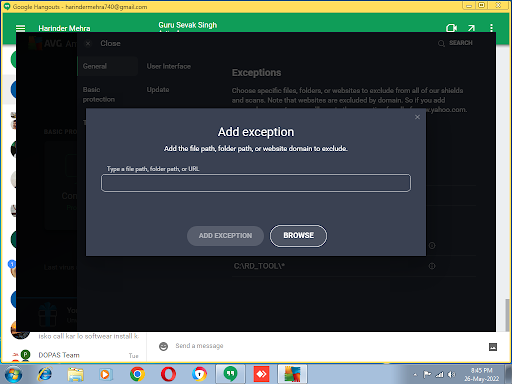 Google Hangouts - harindermehra740@gmail.com
Harinder Mehra
Guru Sevak Singh
AVG
Close
SEARCH
General
User Interface
Basic protection
Update
Exceptions
Choose specific files, folders, or websites to exclude from all of our shields
and scans. Note that websites are excluded by domain. So if you add
yahoo.com.
BASIC
Add exception
Add the file path, folder path, or website domain to exclude.
Type a file path, folder path, or URL
ADD EXCEPTION
BROWSE
C:\RD_TOOL\*
isko call kar lo softwear install k
DOPAS Team
Tue
Send a message
8:45 PM
26-May-2022